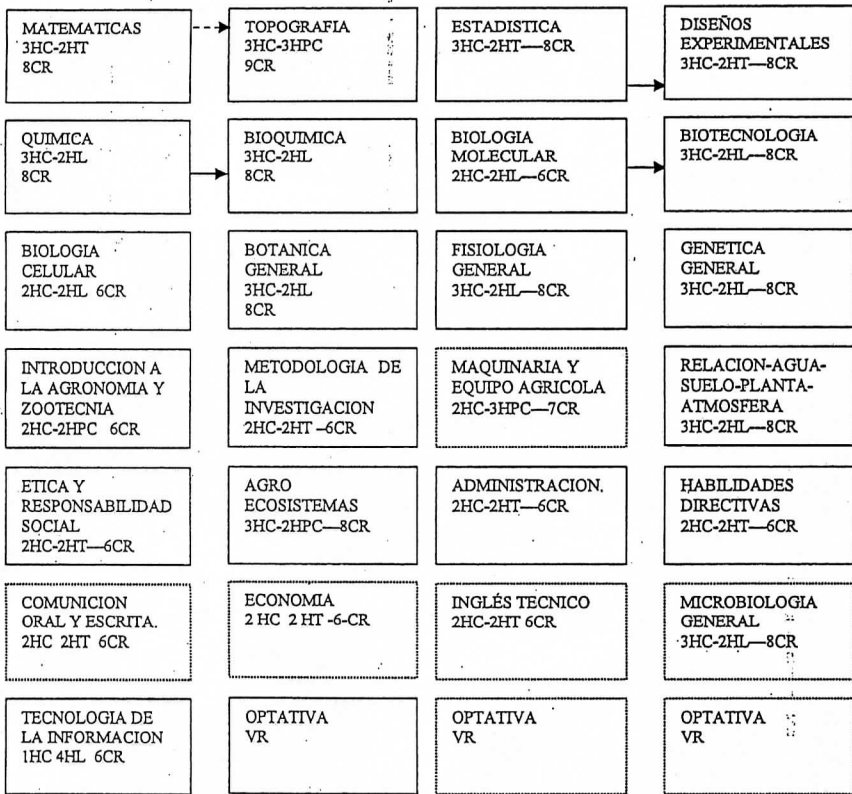 MATEMATICAS
3HC-2HT
8CR
TOPOGRAFIA
3HC-3HPC
9CR
ESTADISTICA
3HC-2HT—8CR
DISEÑOS
EXPERIMENTALES
3HC-2HT—8CR
QUIMICA
3HC-2HL
8CR
BIOQUIMICA
3HC-2HL
8CR
BIOLOGIA
MOLECULAR
2HC-2HL—6CR
BIOTECNOLOGIA
3HC-2HL—8CR
BIOLOGIA
CELULAR
2HC-2HL 6CR
BOTANICA
GENERAL
3HC-2HL
8CR
FISIOLOGIA
GENERAL
3HC-2HL—8CR
GENETICA
GENERAL
3HC-2HL—8CR
INTRODUCCION A
LA AGRONOMIA Y
ZOOTECNIA
2HC-2HPC 6CR
METODOLOGIA DE
LA
INVESTIGACION
2HC-2HT –6CR
MAQUINARIA Y
EQUIPO AGRICOLA
2HC-3HPC—7CR
RELACION-AGUA-
SUELO-PLANTA-
ATMOSFERA
3HC-2HL—8CR
ETICA Y
RESPONSABILIDAD
SOCIAL
2HC-2HT—6CR
AGRO
ECOSISTEMAS
3HC-2HPC—8CR
ADMINISTRACION.
2HC-2HT—6CR
HABILIDADES
DIRECTIVAS
2HC-2HT—6CR
COMUNICION
ORAL Y ESCRITA.
2HC 2HT 6CR
ECONOMIA
2 HC 2 HT -6-CR
INGLÉS TECNICO
2HC-2HT 6CR
MICROBIOLOGIA
GENERAL
3HC-2HL—8CR
TECNOLOGIA DE
LA INFORMACION
1HC 4HL 6CR
OPTATIVA
VR
OPTATIVA
VR
OPTATIVA
VR